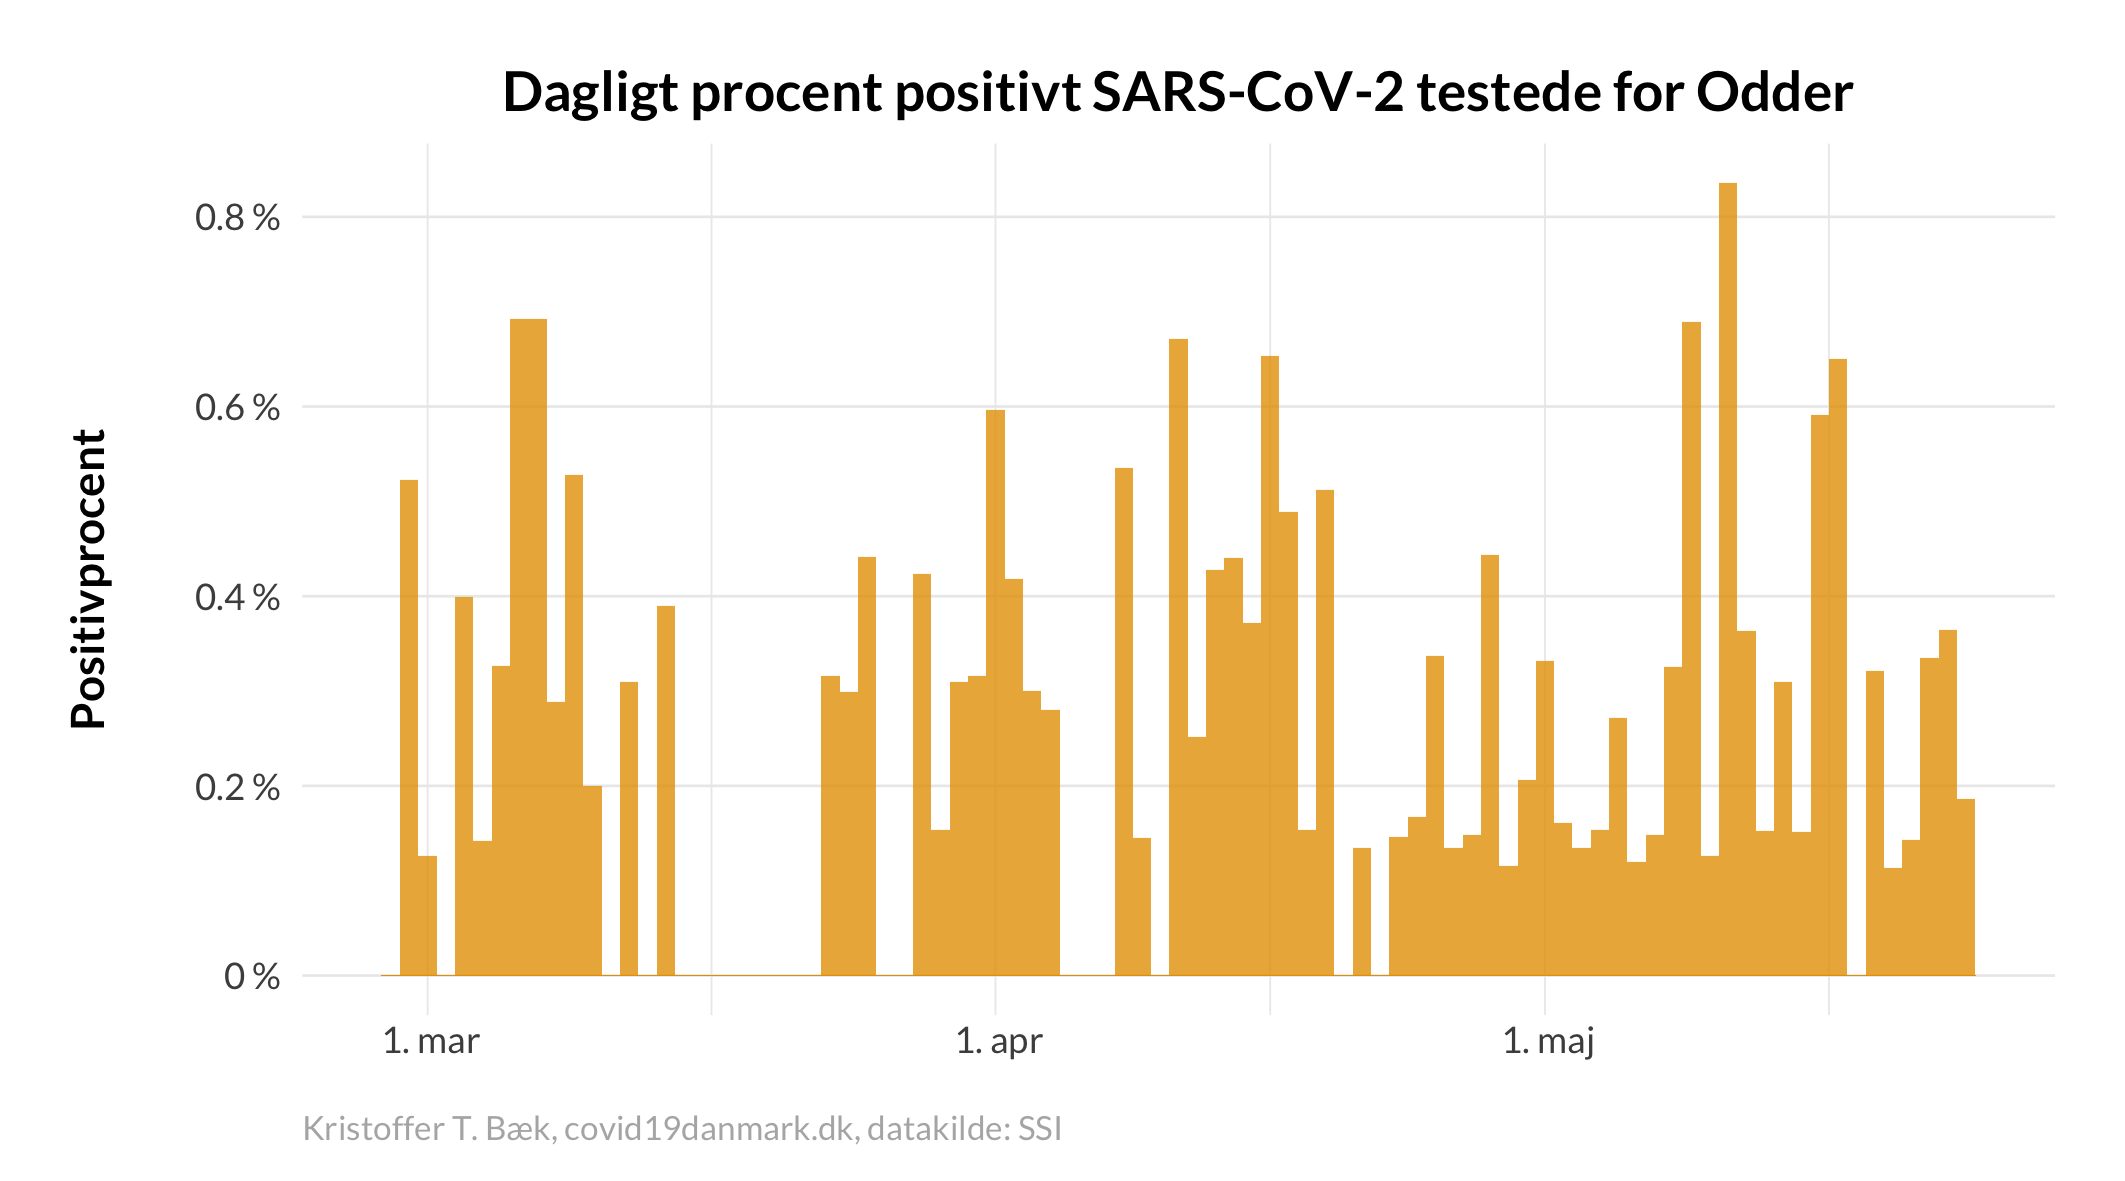 Dagligt procent positivt SARS-CoV-2 testede for Odder
Positivprocent
0.8 %
0.6 %
0.4 %
0.2 %
0 %
1. mar
1. apr
1. maj
Kristoffer T. Bæk, covid19danmark.dk, datakilde: SSI